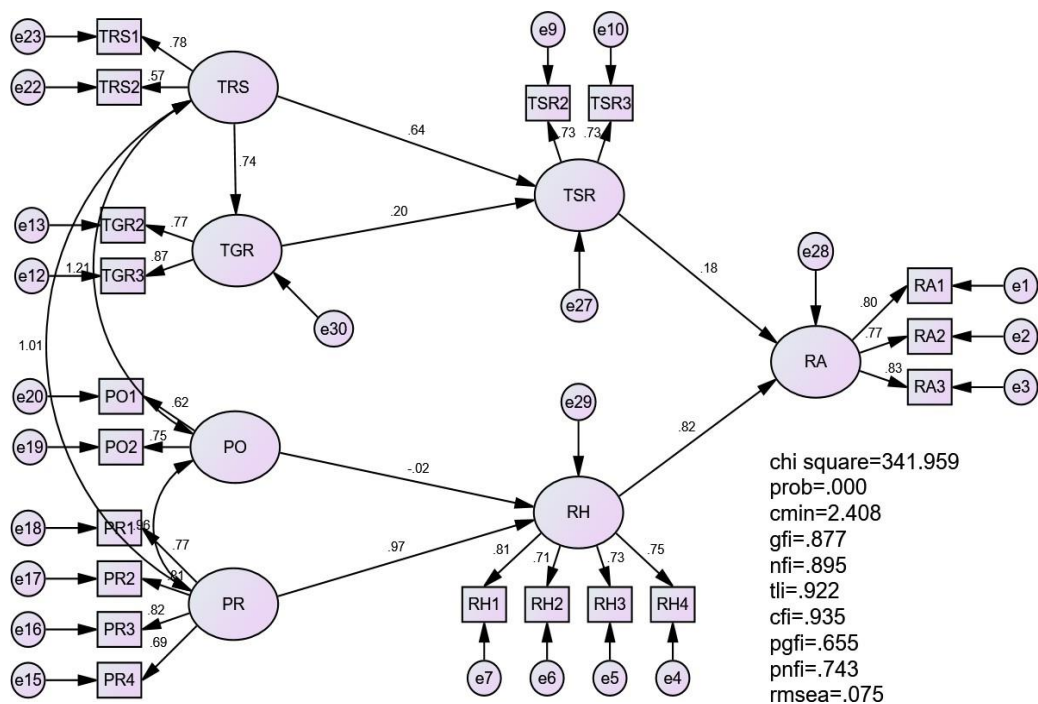 e23
TRS1
.78
e22
TRS2
.57
TRS
e9
e10
TSR2
TSR3
.73
.73
.64
.74
TSR
e13
TGR2
.77
e12
TGR3
.87
1.21
TGR
.20
e30
e27
.18
e28
RA1
e1
.80
RA2
e2
.77
RA3
e3
.83
RA
1.01
e20
PO1
.62
e19
PO2
.75
PO
-.02
e29
.82
RH
e18
PR1
.96
.77
e17
PR2
.81
e16
PR3
.82
e15
PR4
.69
PR
.97
.81
.71
.73
.75
RH1
RH2
RH3
RH4
e7
e6
e5
e4
chi square=341.959
prob=.000
cmin=2.408
gfi=.877
nfi=.895
tli=.922
cfi=.935
pgfi=.655
pnfi=.743
rmsea=.075